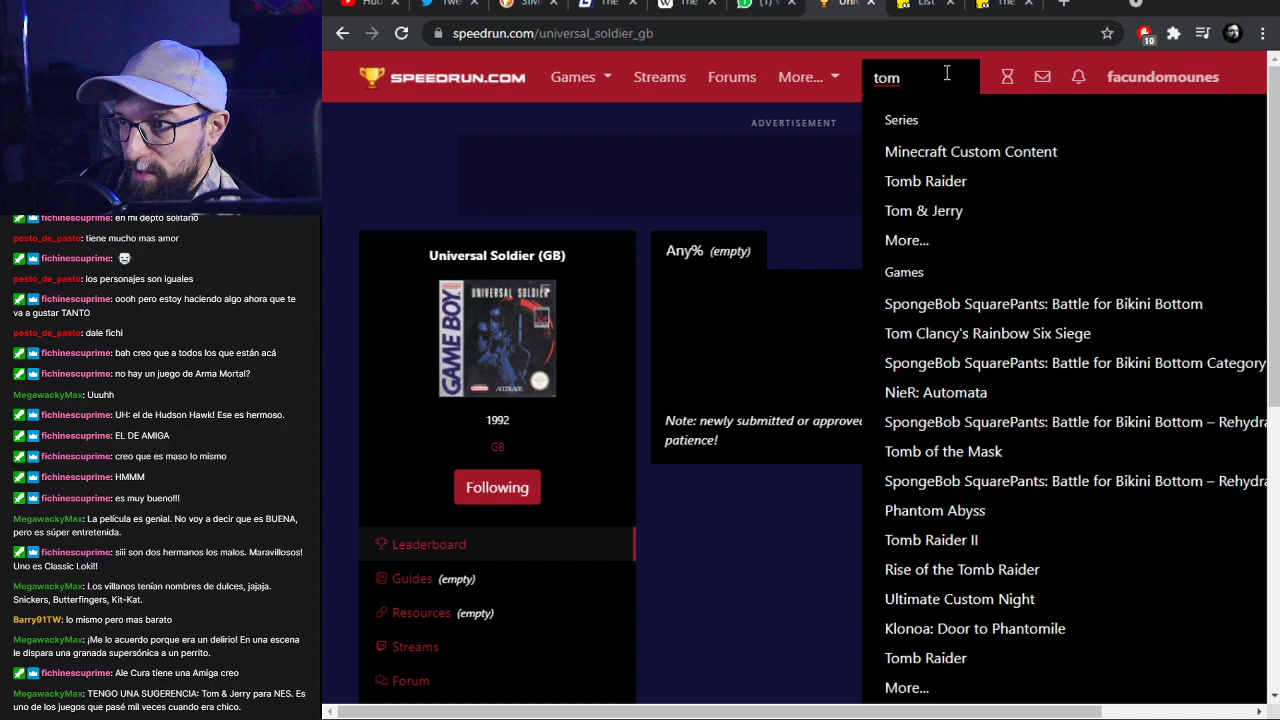 speedrun.com/universal_soldier_gb
10
SPEEDRUN.COM Games Streams Forums More... tom facundomounes
ADVERTISEMENT
Series
Minecraft Custom Content
Tomb Raider
Tom & Jerry
More...
Games
SpongeBob SquarePants: Battle for Bikini Bottom
Tom Clancy's Rainbow Six Siege
SpongeBob SquarePants: Battle for Bikini Bottom Category
NieR: Automata
SpongeBob SquarePants: Battle for Bikini Bottom – Rehydra
Tomb of the Mask
SpongeBob SquarePants: Battle for Bikini Bottom – Rehydra
Phantom Abyss
Tomb Raider II
Rise of the Tomb Raider
Ultimate Custom Night
Klonoa: Door to Phantomile
Tomb Raider
More...
Universal Soldier (GB)
GAME BOY
UNIVERSAL SOLDIER
1992
GB
Following
Leaderboard
Guides (empty)
Resources (empty)
Streams
Forum
Any% (empty)
Note: newly submitted or approved
patience!
fichinescuprime: en mi depto solitario
pesto_de_pasto: tiene mucho mas amor
fichinescuprime:
pesto_de_pasto: los personajes son iguales
fichinescuprime: oooh pero estoy haciendo algo ahora que te
va a gustar TANTO
pesto_de_pasto: dale fichi
fichinescuprime: bah creo que a todos los que están acá
fichinescuprime: no hay un juego de Arma Mortal?
MegawackyMax: Uuuhh
fichinescuprime: UH: el de Hudson Hawk! Ese es hermoso.
fichinescuprime: EL DE AMIGA
fichinescuprime: creo que es maso lo mismo
fichinescuprime: HMMM
fichinescuprime: es muy bueno!!!
MegawackyMax: La película es genial. No voy a decir que es BUENA,
pero es súper entretenida.
fichinescuprime: siii son dos hermanos los malos. Maravillosos!
Uno es Classic Loki!!
MegawackyMax: Los villanos tenían nombres de dulces, jajaja.
Snickers, Butterfingers, Kit-Kat.
Barry91TW: lo mismo pero mas barato
MegawackyMax: ¡Me lo acuerdo porque era un delirio! En una escena
le dispara una granada supersónica a un perrito.
fichinescuprime: Ale Cura tiene una Amiga creo
MegawackyMax: TENGO UNA SUGERENCIA: Tom & Jerry para NES. Es
uno de los juegos que pasé mil veces cuando era chico.